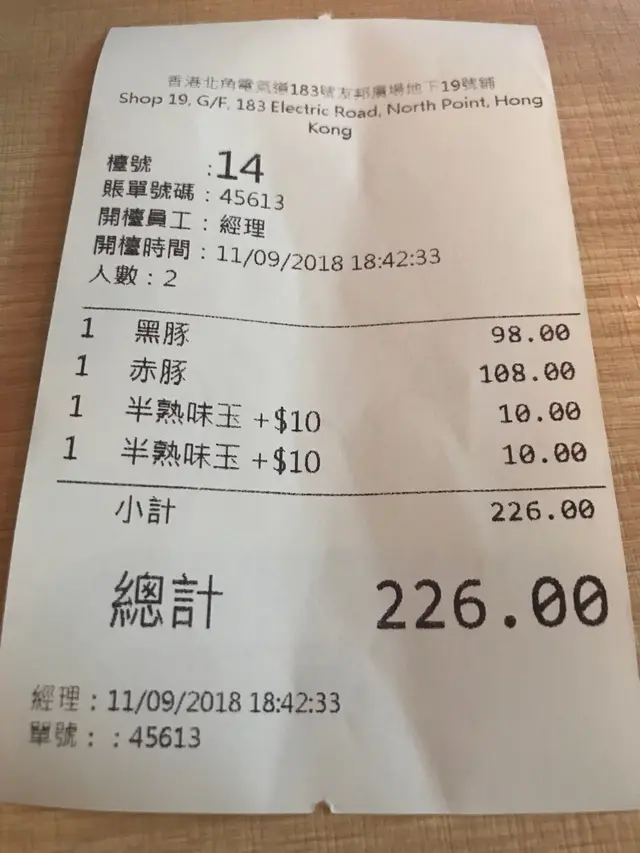 香港北角電氣道183號友邦廣場地下19號舖
Shop 19, G/F, 183 Electric Road, North Point, Hong
Kong
檯號 :14
賬單號碼 : 45613
開檯員工 : 經理
開檯時間 : 11/09/2018 18:42:33
人數 : 2
1 黑豚 98.00
1 赤豚 108.00
1 半熟味玉 +$10 10.00
1 半熟味玉 +$10 10.00
小計 226.00
總計 226.00
經理 : 11/09/2018 18:42:33
單號 : : 45613